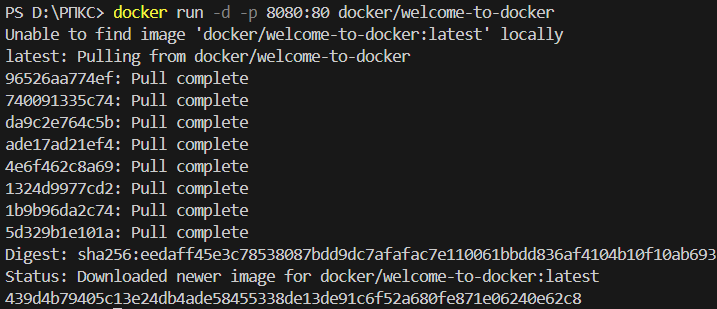 PS D:\РПКС> docker run -d -p 8080:80 docker/welcome-to-docker
Unable to find image 'docker/welcome-to-docker:latest' locally
latest: Pulling from docker/welcome-to-docker
96526aa774ef: Pull complete
740091335c74: Pull complete
da9c2e764c5b: Pull complete
ade17ad21ef4: Pull complete
4e6f462c8a69: Pull complete
1324d9977cd2: Pull complete
1b9b96da2c74: Pull complete
5d329b1e101a: Pull complete
Digest: sha256:eedaff45e3c78538087bdd9dc7afafac7e110061bbdd836af4104b10f10ab693
Status: Downloaded newer image for docker/welcome-to-docker:latest
439d4b79405c13e24db4ade58455338de13de91c6f52a680fe871e06240e62c8